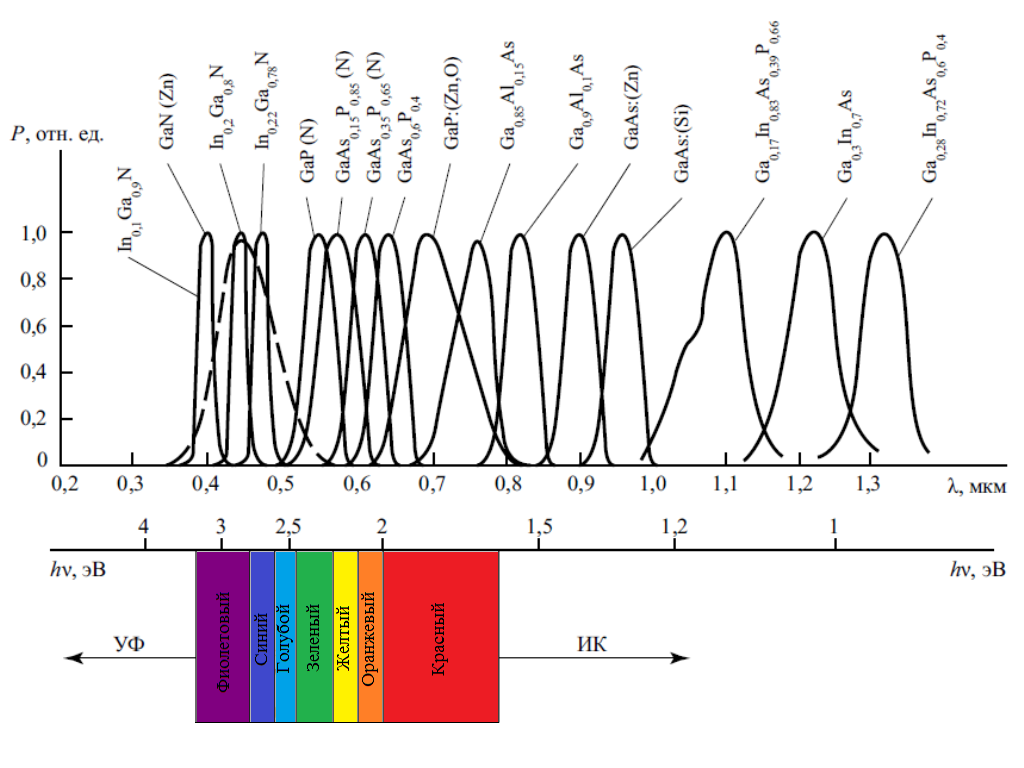 P, отн. ед.
In0,1Ga0,9N
GaN (Zn)
In0,2Ga0,8N
In0,22Ga0,78N
GaP (N)
GaAs0,15P0,85(N)
GaAs0,35P0,65(N)
GaAs0,6P0,4
GaP:(Zn,O)
Ga0,85Al0,15As
Ga0,9Al0,1As
GaAs:(Zn)
GaAs:(Si)
Ga0,17In0,83As0,39P0,66
Ga0,3In0,7As
Ga0,28In0,72As0,6P0,4
1,0
0,8
0,6
0,4
0,2
0
0,2 0,3 0,4 0,5 0,6 0,7 0,8 0,9 1,0 1,1 1,2 1,3 λ, мкм
4 3 2,5 2 1,5 1,2 1
hν, эВ hν, эВ
УФ
Фиолетовый
Синий
Голубой
Зеленый
Желтый
Оранжевый
Красный
ИК